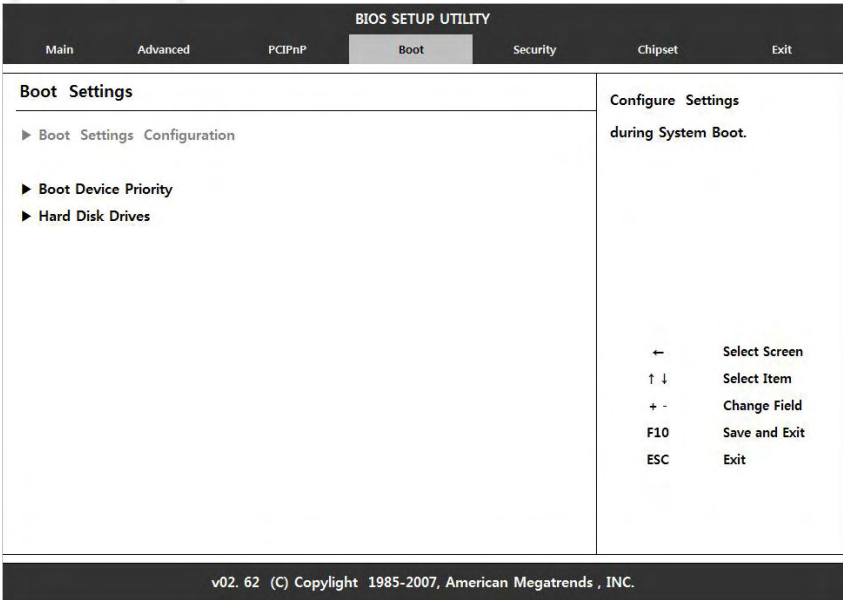 BIOS SETUP UTILITY
Main Advanced PCIPnP Boot Security Chipset Exit
Boot Settings
▶ Boot Settings Configuration
▶ Boot Device Priority
▶ Hard Disk Drives
Configure Settings
during System Boot.
← Select Screen
↑ ↓ Select Item
+ - Change Field
F10 Save and Exit
ESC Exit
v02. 62 (C) Copylight 1985-2007, American Megatrends , INC.